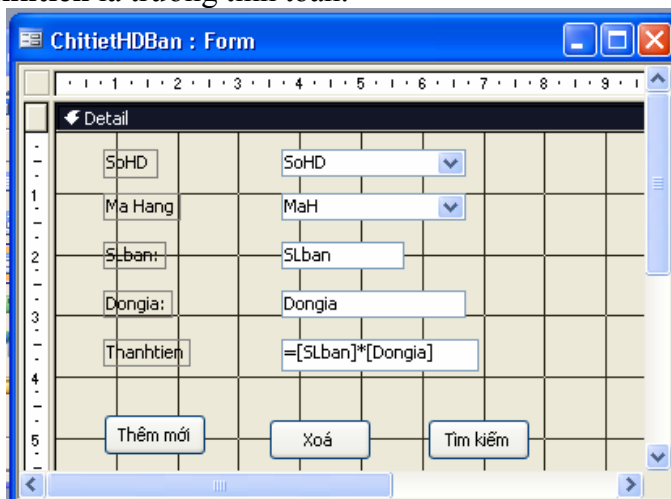 là trường tính toán.
ChitietHDBan : Form
1 2 3 4 5 6 7 8 9
Detail
SoHD SoHD
1
Ma Hang MaH
2
SLban: SLban
Dongia: Dongia
3
Thanhtien =[SLban]*[Dongia]
4
Thêm mới Xoá Tìm kiếm
5